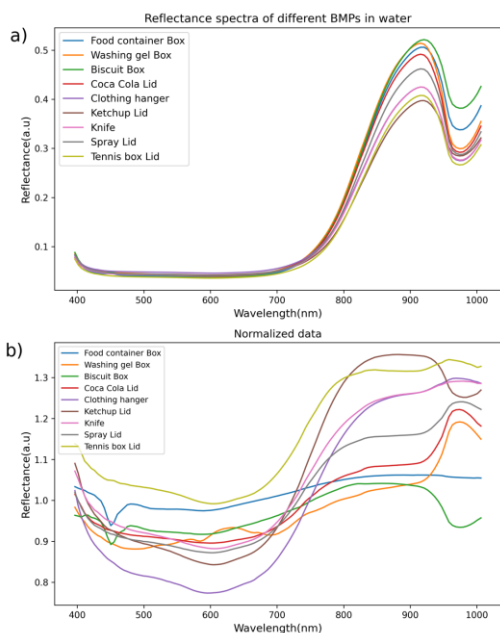 Reflectance spectra of different BMPs in water
a)
Food container Box
Washing gel Box
Biscuit Box
Coca Cola Lid
Clothing hanger
Ketchup Lid
Knife
Spray Lid
Tennis box Lid
Reflectance(a.u)
0.5
0.4
0.3
0.2
0.1
400 500 600 700 800 900 1000
Wavelength(nm)
Normalized data
b)
Food container Box
Washing gel Box
Biscuit Box
Coca Cola Lid
Clothing hanger
Ketchup Lid
Knife
Spray Lid
Tennis box Lid
Reflectance(a.u)
1.3
1.2
1.1
1.0
0.9
0.8
400 500 600 700 800 900 1000
Wavelength(nm)